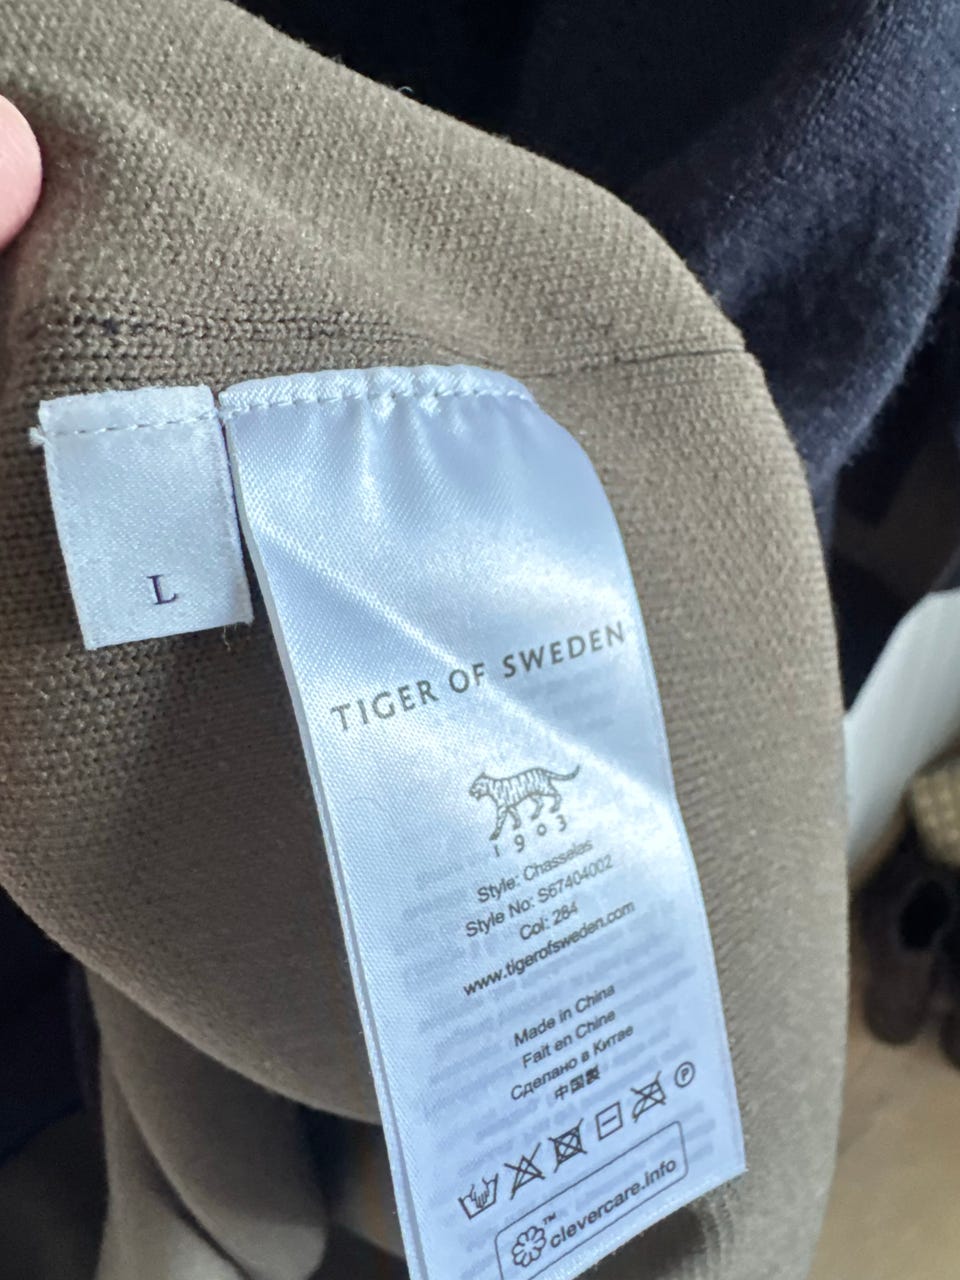 L
TIGER OF SWEDEN
1903
Style: Chasselas
Style No: S67404002
Col: 284
www.tigerofsweden.com
Made in China
Fait en Chine
Сделано в Китае
中国製
P
™
clevercare.info